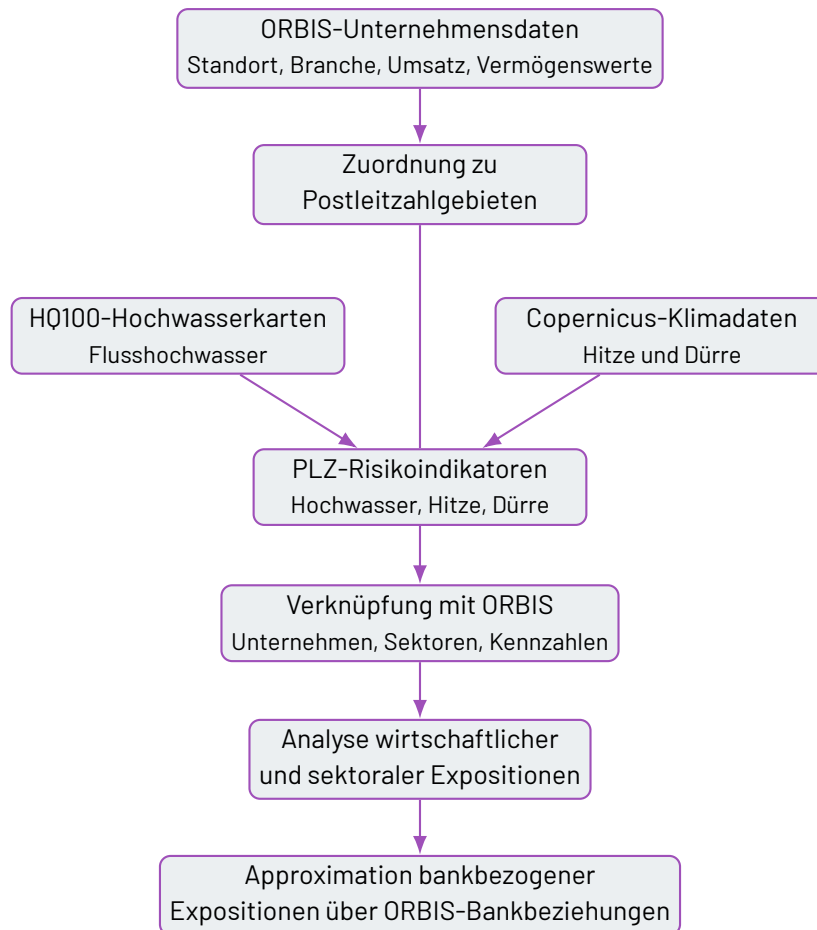 ORBIS-Unternehmensdaten
Standort, Branche, Umsatz, Vermögenswerte
Zuordnung zu
Postleitzahlgebieten
HQ100-Hochwasserkarten
Flusshochwasser
Copernicus-Klimadaten
Hitze und Dürre
PLZ-Risikoindikatoren
Hochwasser, Hitze, Dürre
Verknüpfung mit ORBIS
Unternehmen, Sektoren, Kennzahlen
Analyse wirtschaftlicher
und sektoraler Expositionen
Approximation bankbezogener
Expositionen über ORBIS-Bankbeziehungen